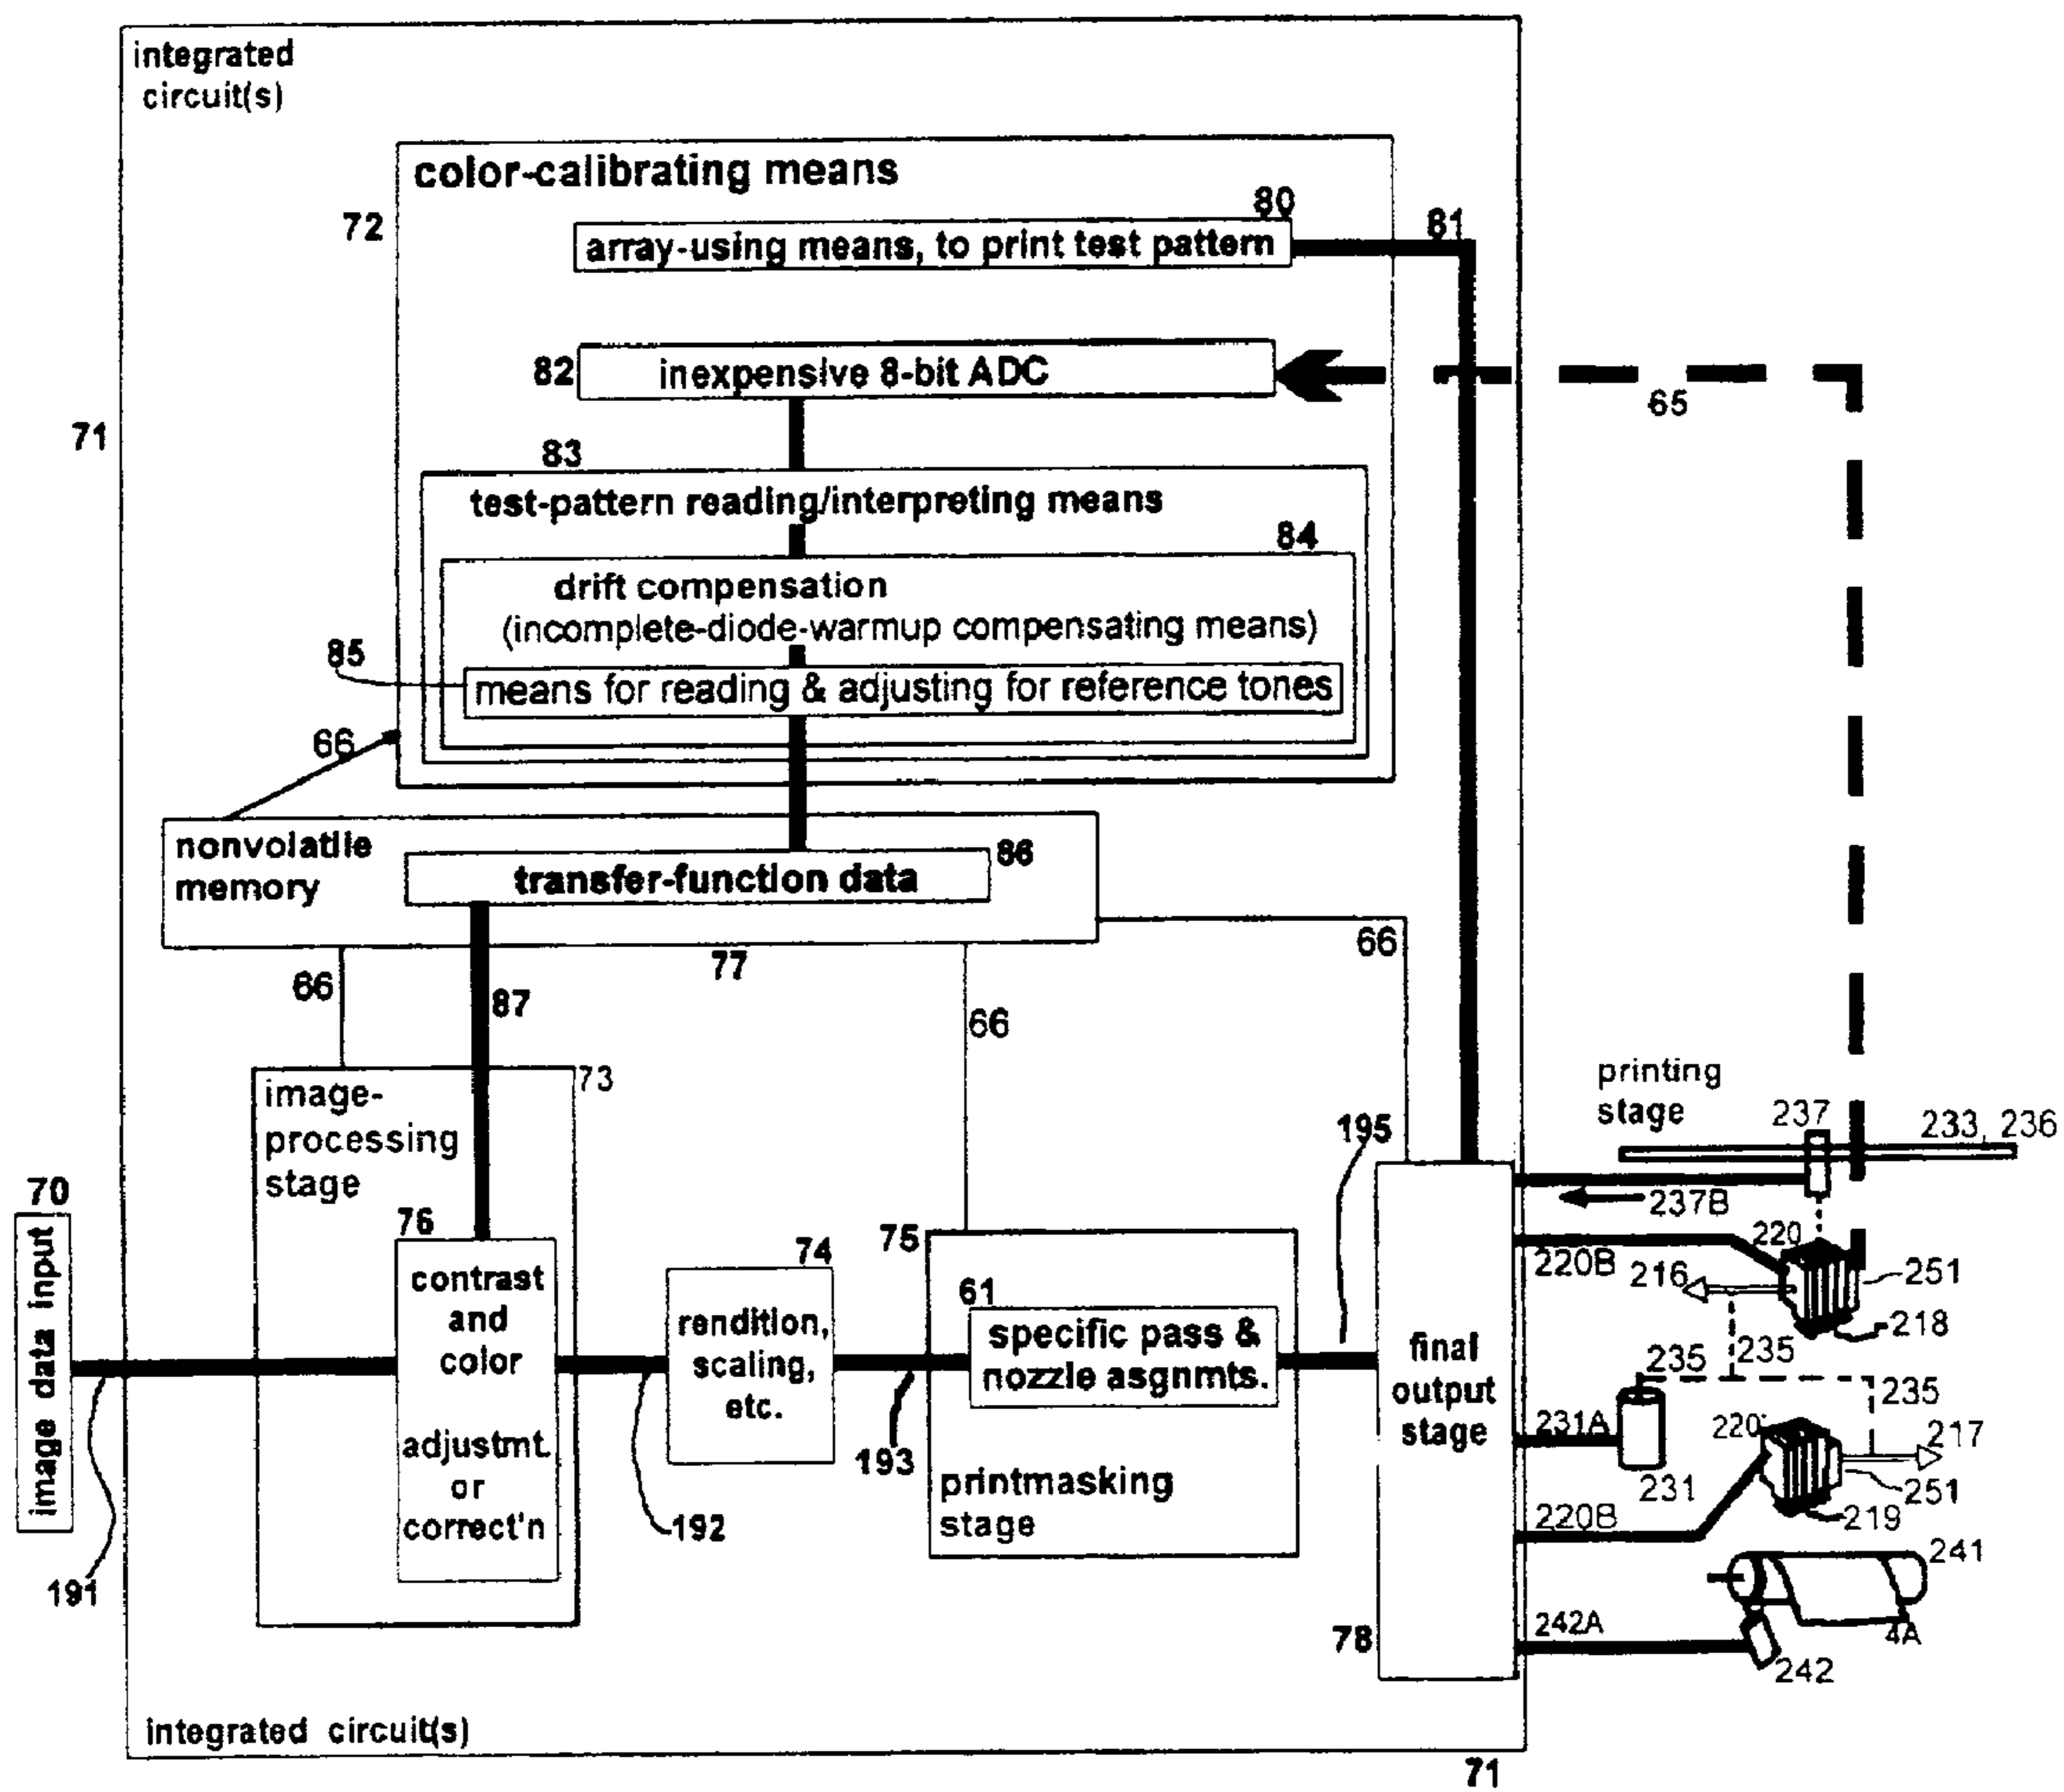 integrated
circuit(s)
color-calibrating means
72
80
81
array-using means, to print test pattern
82
inexpensive 8-bit ADC
65
71
83
test-pattern reading/interpreting means
84
drift compensation
(incomplete-diode-warmup compensating means)
85
means for reading & adjusting for reference tones
66
nonvolatile
memory
86
transfer-function data
77
66
66
87
66
printing
stage
237
233, 236
73
image-
processing
stage
195
237B
70
image data input
76
contrast
and
color
adjustmt.
or
correct'n
74
rendition,
scaling,
etc.
75
61
specific pass &
nozzle asgnmts.
printmasking
stage
final
output
stage
220
220B
216
251
218
235
235
235
231A
231
220
217
251
219
220B
193
192
191
241
4A
242A
242
78
integrated circuit(s)
71